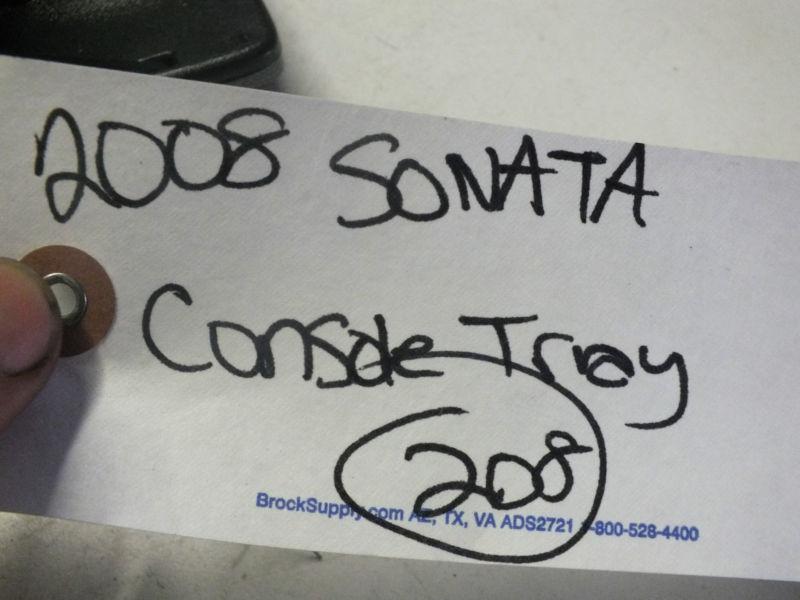 2008 SONATA
Console Tray
208
BrockSupply.com AZ, TX, VA ADS2721 1-800-528-4400